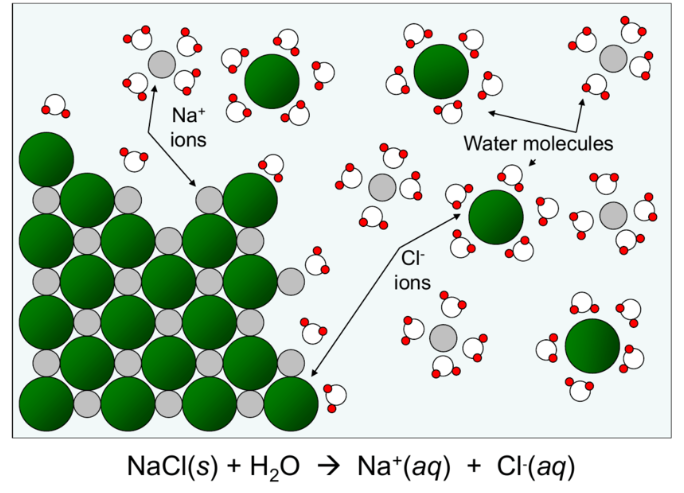 Na⁺
ions
Water molecules
Cl⁻
ions
NaCl(s) + H₂O → Na⁺(aq) + Cl⁻(aq)